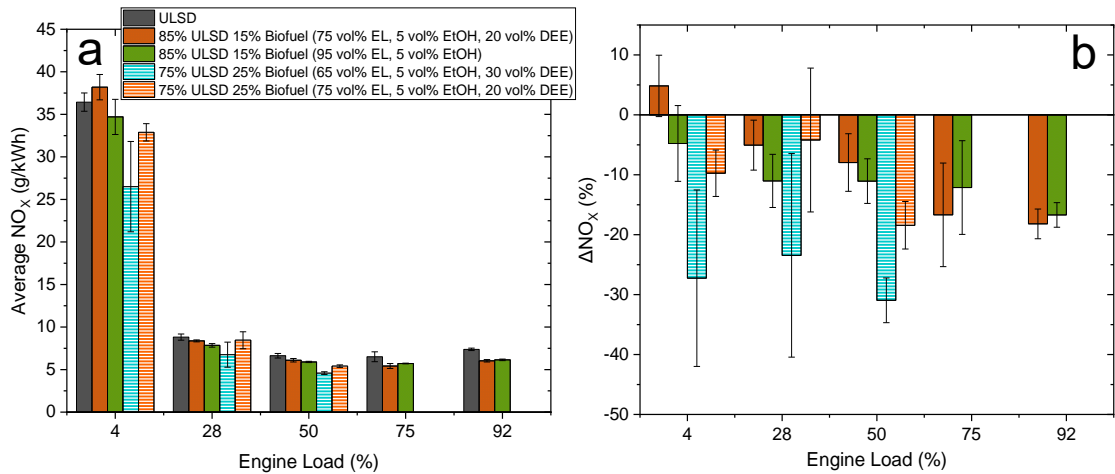 a
ULSD
85% ULSD 15% Biofuel (75 vol% EL, 5 vol% EtOH, 20 vol% DEE)
85% ULSD 15% Biofuel (95 vol% EL, 5 vol% EtOH)
75% ULSD 25% Biofuel (65 vol% EL, 5 vol% EtOH, 30 vol% DEE)
75% ULSD 25% Biofuel (75 vol% EL, 5 vol% EtOH, 20 vol% DEE)
Average NOX (g/kWh)
45
40
35
30
25
20
15
10
5
0
4 28 50 75 92
Engine Load (%)
b
ΔNOX (%)
10
0
-10
-20
-30
-40
-50
4 28 50 75 92
Engine Load (%)